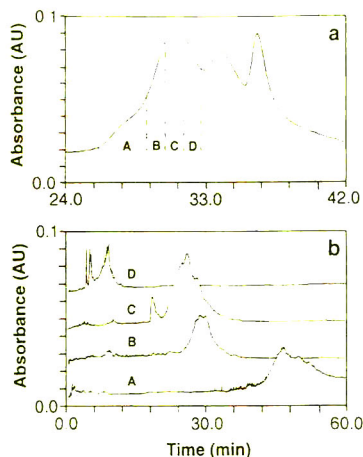 0.1
a
Absorbance (AU)
A B C D
0.0
24.0 33.0 42.0
0.1
b
Absorbance (AU)
D
C
B
A
0.0
0.0 30.0 60.0
Time (min)